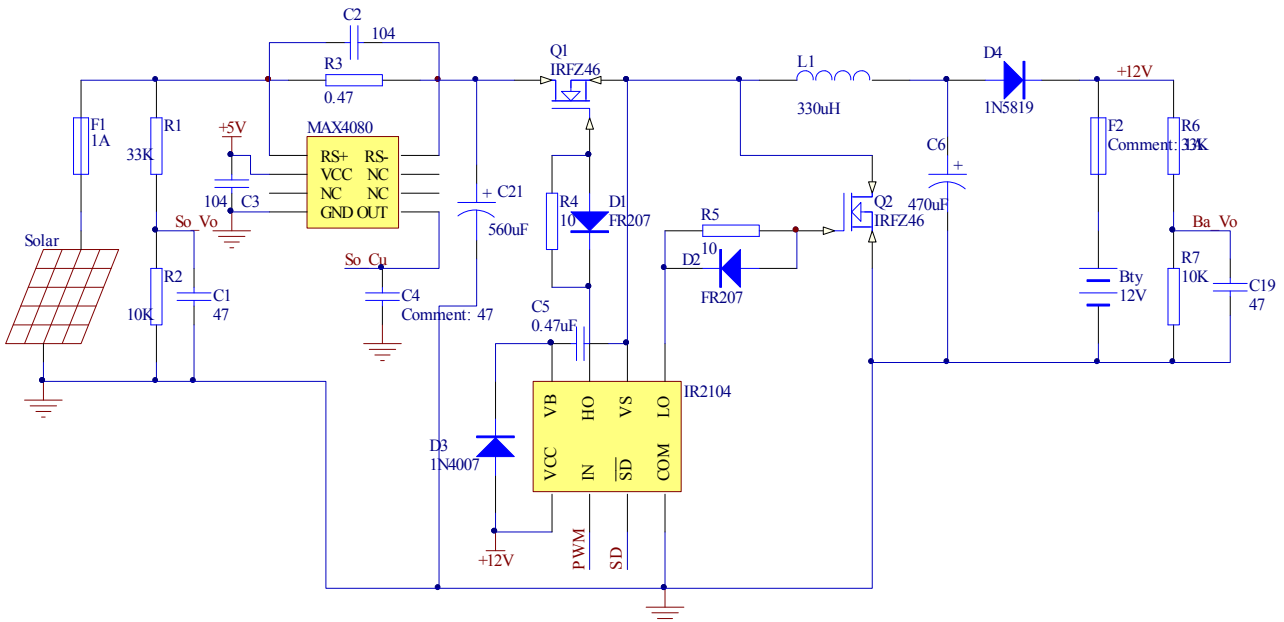 C2
104
R3
0.47
Q1
IRFZ46
L1
330uH
D4
1N5819
+12V
F1
1A
R1
33K
+5V
MAX4080
RS+ RS-
VCC NC
NC NC
GND OUT
104 C3
C21
560uF
R4
10
D1
FR207
R5
10
D2
FR207
Q2
IRFZ46
C6
470uF
F2
Comment:
R6
33K
So_Vo
Ba_Vo
Solar
R2
10K
C1
47
So_Cu
C4
Comment: 47
C5
0.47uF
Bty
12V
R7
10K
C19
47
IR2104
VB
HO
VS
LO
VCC
IN
SD
COM
D3
1N4007
+12V
PWM
SD